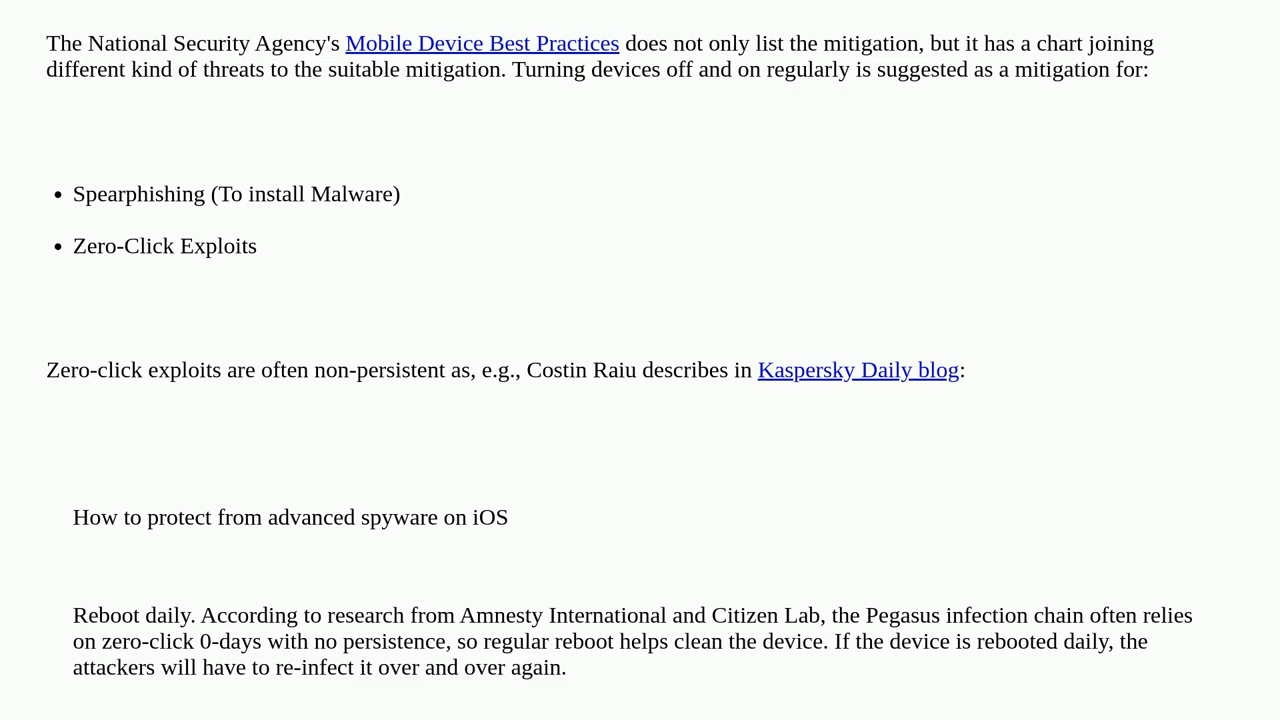 The National Security Agency's Mobile Device Best Practices does not only list the mitigation, but it has a chart joining
different kind of threats to the suitable mitigation. Turning devices off and on regularly is suggested as a mitigation for:
• Spearphishing (To install Malware)
• Zero-Click Exploits
Zero-click exploits are often non-persistent as, e.g., Costin Raiu describes in Kaspersky Daily blog:
How to protect from advanced spyware on iOS
Reboot daily. According to research from Amnesty International and Citizen Lab, the Pegasus infection chain often relies
on zero-click 0-days with no persistence, so regular reboot helps clean the device. If the device is rebooted daily, the
attackers will have to re-infect it over and over again.